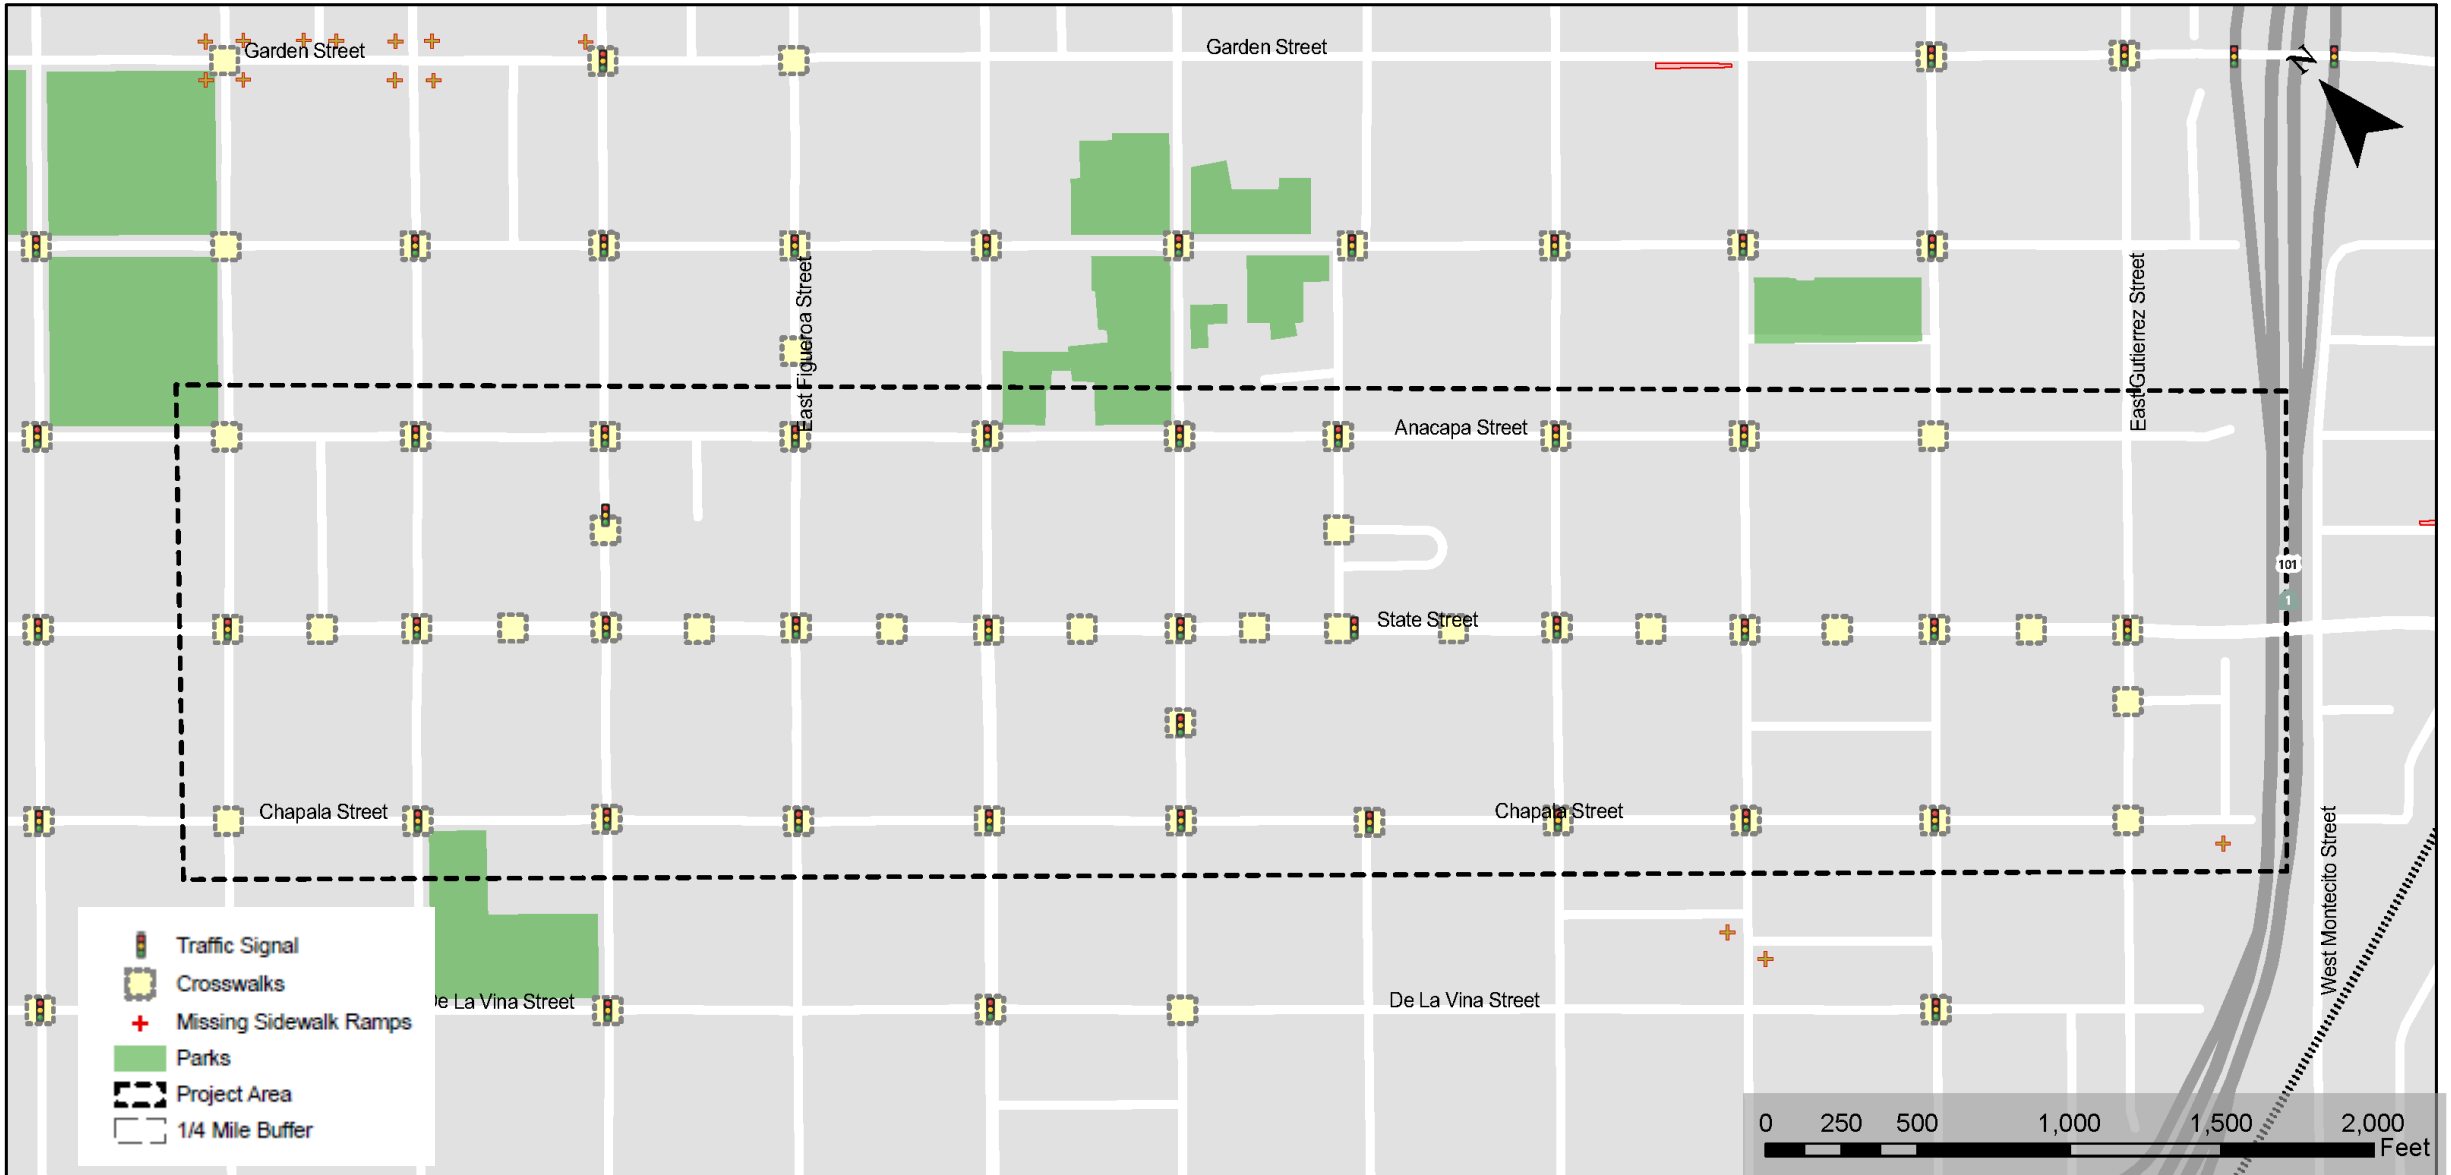 Garden Street
Garden Street
N
East Figueroa Street
East Gutierrez Street
Anacapa Street
101
1
State Street
Chapala Street
Chapala Street
West Montecito Street
De La Vina Street
De La Vina Street
Traffic Signal
Crosswalks
Missing Sidewalk Ramps
Parks
Project Area
1/4 Mile Buffer
0 250 500 1,000 1,500 2,000
Feet